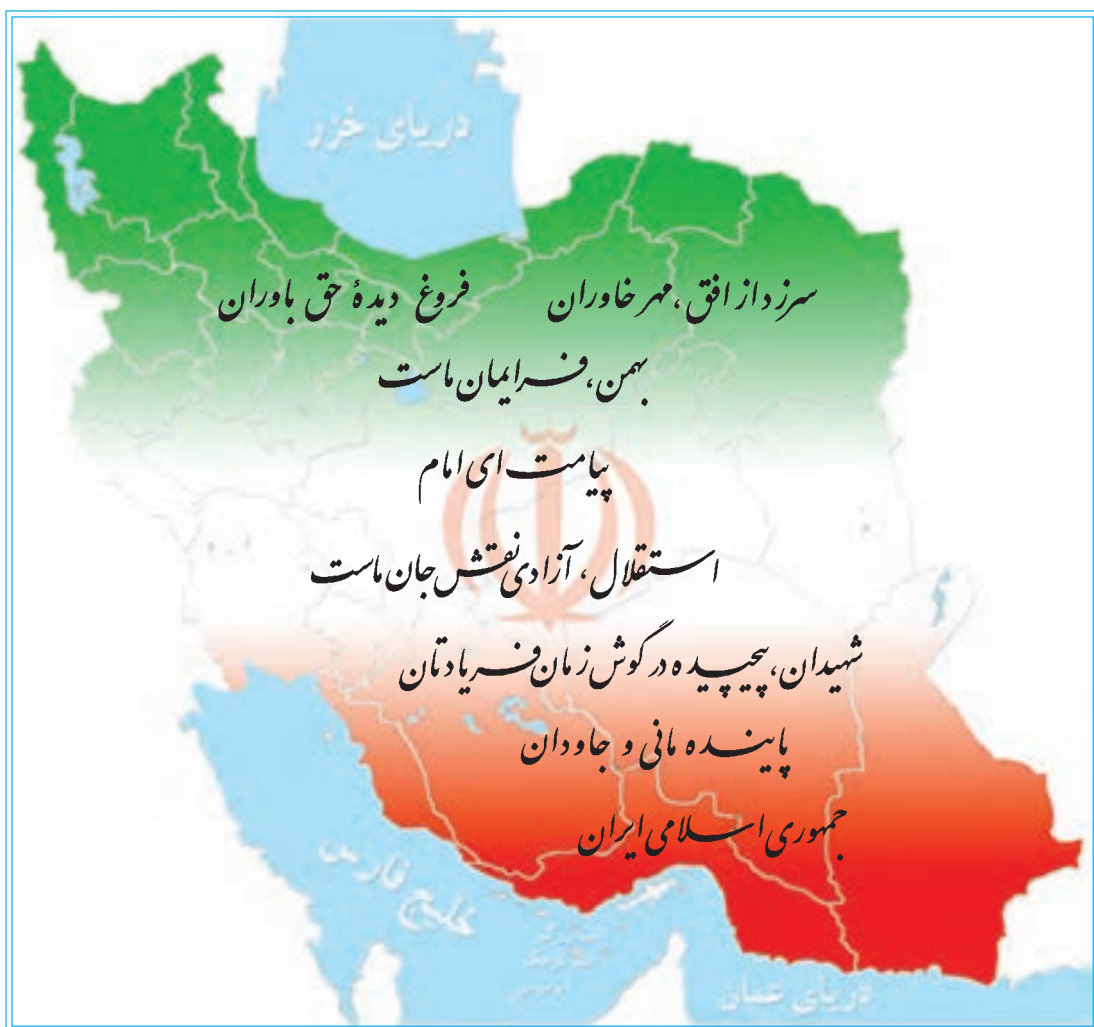 دریای خزر
سرزد از افق، مهر خاوران فروغ دیدهٔ حق باوران
بهمن، فر ایمان ماست
پیامت ای امام
استقلال، آزادی نقش جان ماست
شهیدان، پیچیده در گوش زمان فریادتان
پاینده مانی و جاودان
جمهوری اسلامی ایران
خلیج فارس
دریای عمان